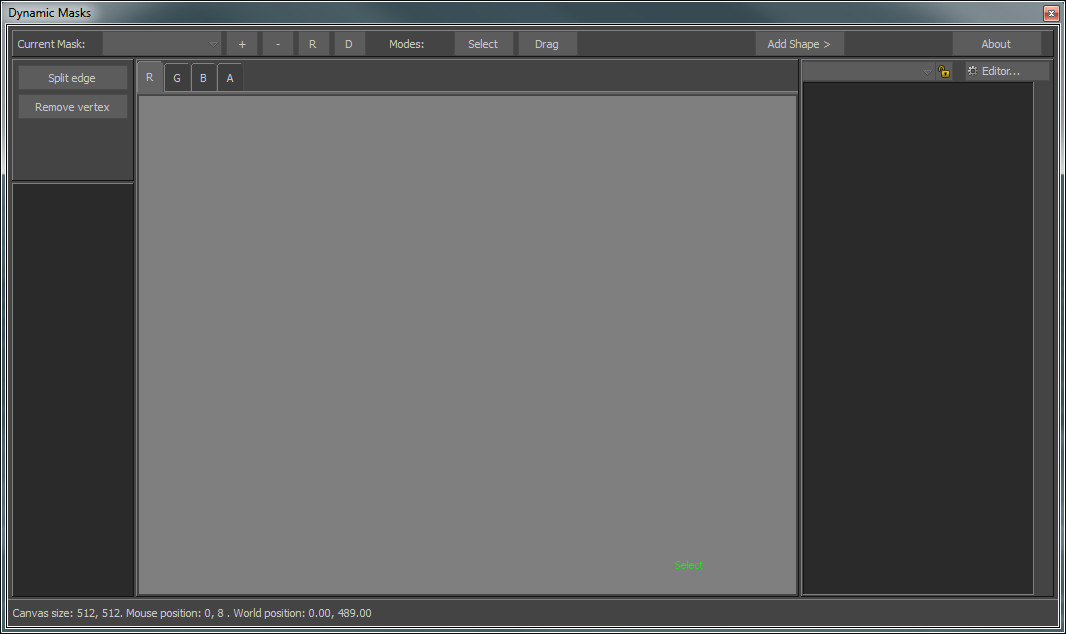 Dynamic Masks
Current Mask: + - R D Modes: Select Drag Add Shape > About
Split edge
Remove vertex
R G B A
Editor...
Select
Canvas size: 512, 512. Mouse position: 0, 8 . World position: 0.00, 489.00